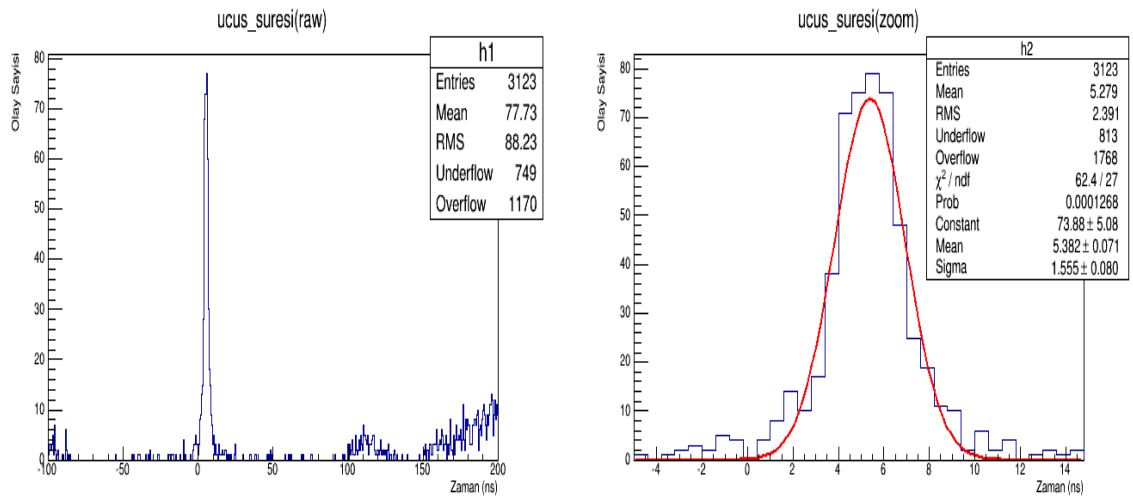 ucus_suresi(raw)
Olay Sayisi
h1
Entries 3123
Mean 77.73
RMS 88.23
Underflow 749
Overflow 1170
80
70
60
50
40
30
20
10
0
-100 -50 0 50 100 150 200
Zaman (ns)
ucus_suresi(zoom)
Olay Sayisi
h2
Entries 3123
Mean 5.279
RMS 2.391
Underflow 813
Overflow 1768
χ² / ndf 62.4 / 27
Prob 0.0001268
Constant 73.88 ± 5.08
Mean 5.382 ± 0.071
Sigma 1.555 ± 0.080
80
70
60
50
40
30
20
10
0
-4 -2 0 2 4 6 8 10 12 14
Zaman (ns)